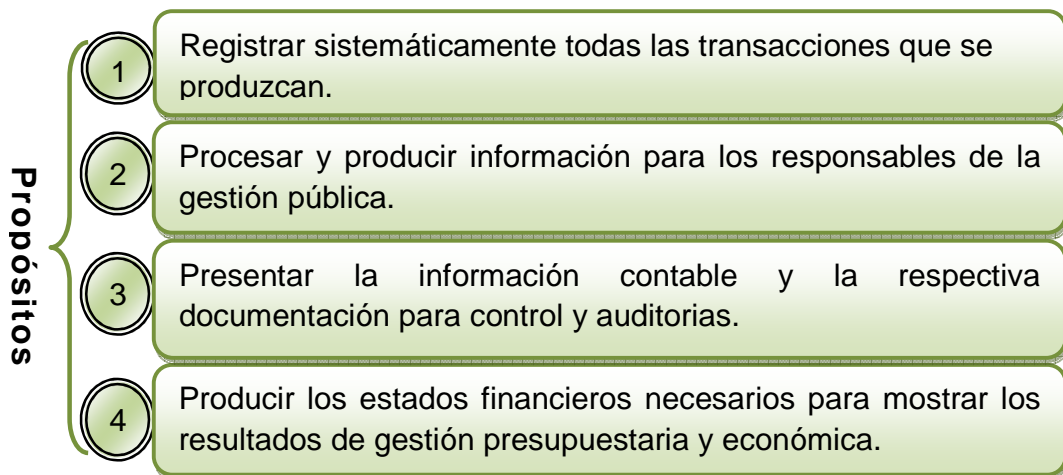 Propósitos
1
Registrar sistemáticamente todas las transacciones que se
produzcan.
2
Procesar y producir información para los responsables de la
gestión pública.
3
Presentar la información contable y la respectiva
documentación para control y auditorias.
4
Producir los estados financieros necesarios para mostrar los
resultados de gestión presupuestaria y económica.